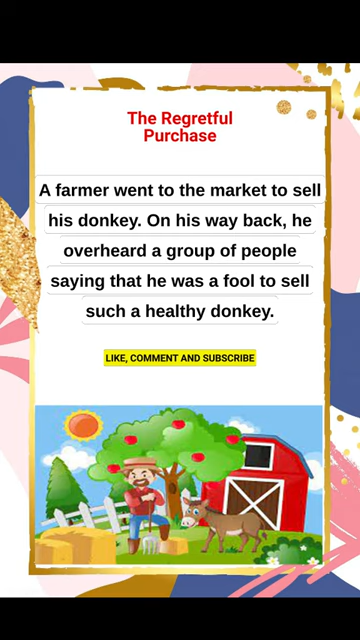 The Regretful
Purchase
A farmer went to the market to sell
his donkey. On his way back, he
overheard a group of people
saying that he was a fool to sell
such a healthy donkey.
LIKE, COMMENT AND SUBSCRIBE